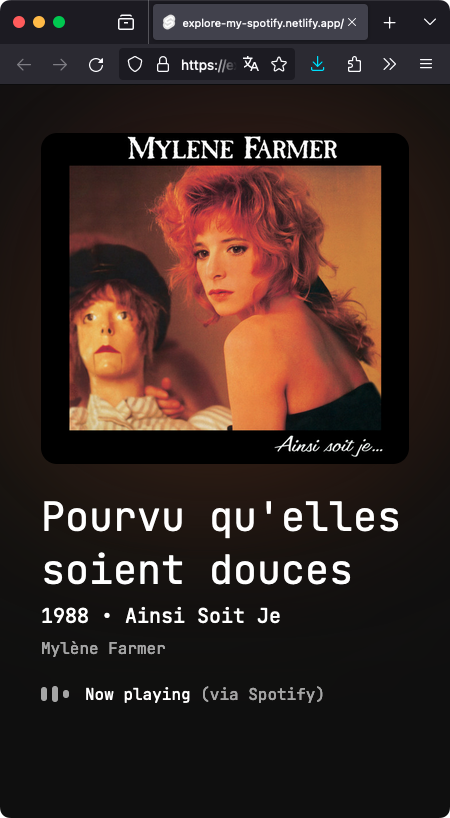 explore-my-spotify.netlify.app/
https://e
MYLENE FARMER
Ainsi soit je...
Pourvu qu'elles
soient douces
1988 • Ainsi Soit Je
Mylène Farmer
Now playing (via Spotify)